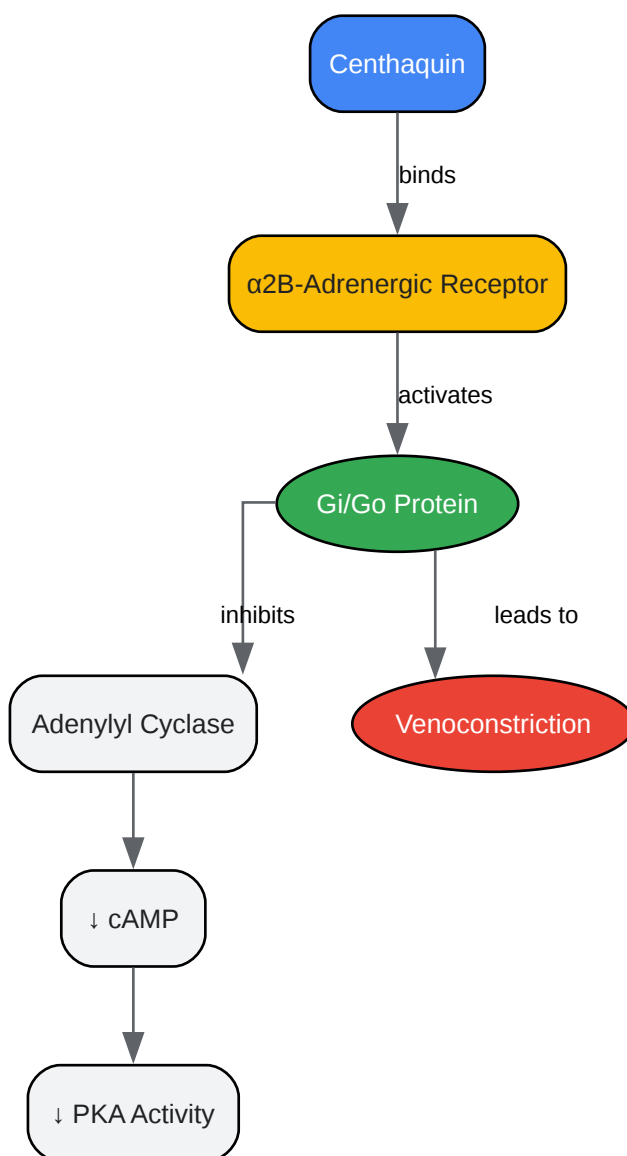 Centhaquin
binds
α2B-Adrenergic Receptor
activates
Gi/Go Protein
inhibits
leads to
Adenylyl Cyclase
Venoconstriction
↓ cAMP
↓ PKA Activity